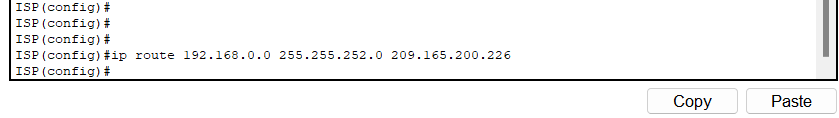 ISP(config)#
ISP(config)#
ISP(config)#
ISP(config)#ip route 192.168.0.0 255.255.252.0 209.165.200.226
ISP(config)#
Copy
Paste